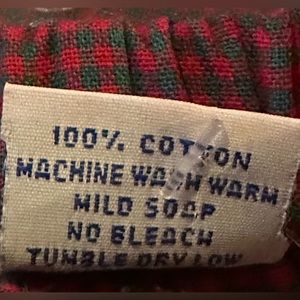 100% COTTON
MACHINE WASH WARM
MILD SOAP
NO BLEACH
TUMBLE DRY LOW